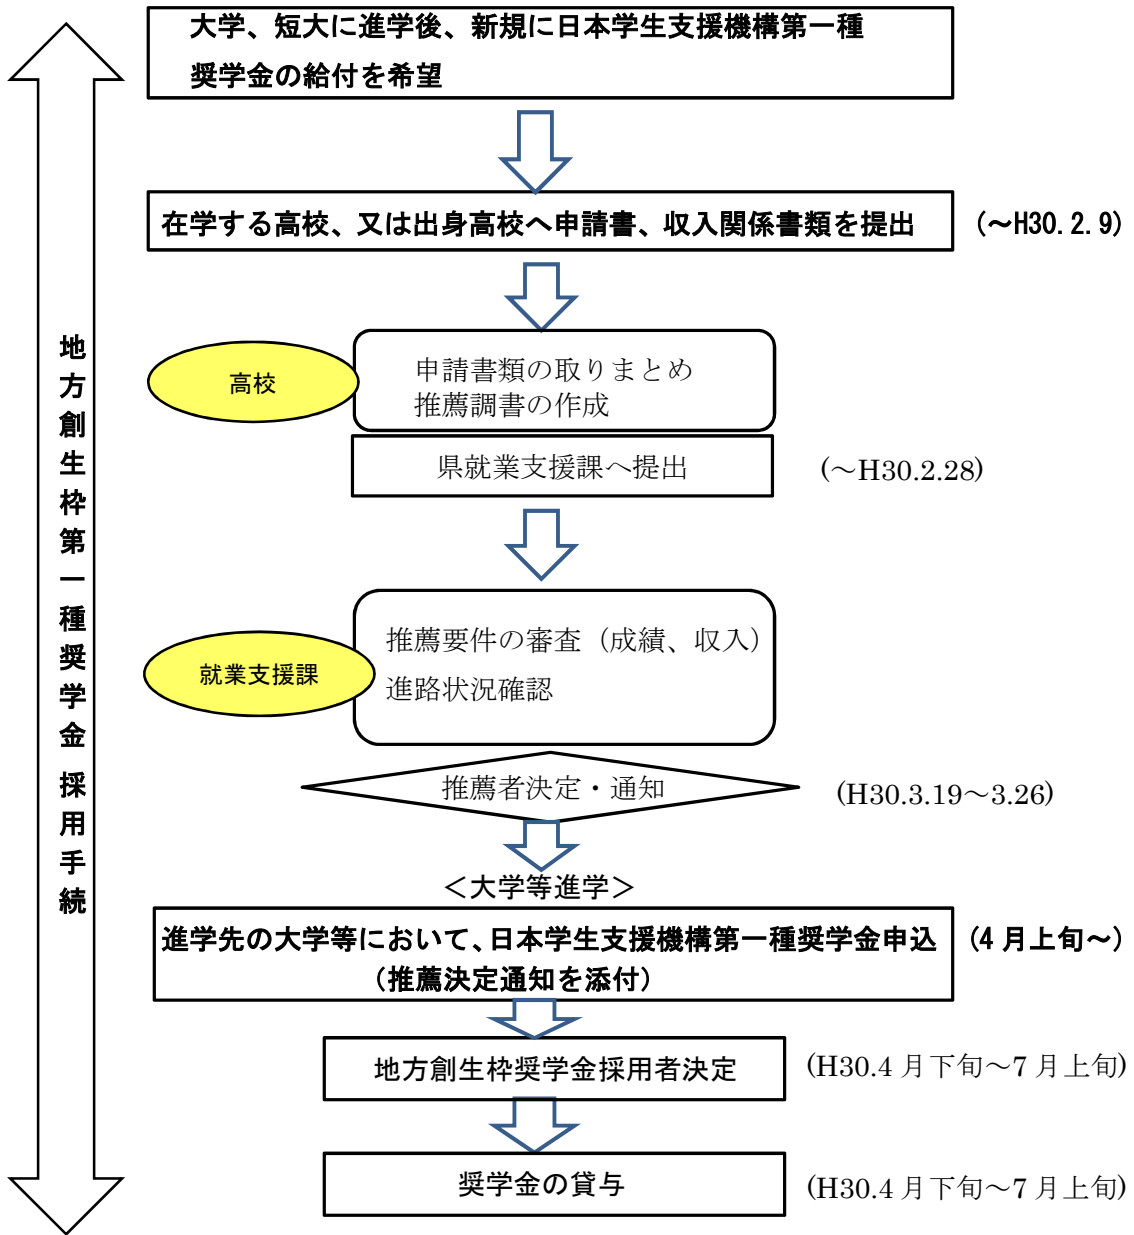 大学、短大に進学後、新規に日本学生支援機構第一種
奨学金の給付を希望
在学する高校、又は出身高校へ申請書、収入関係書類を提出
(～H30.2.9)
地方創生枠第一種奨学金 採用手続
高校
申請書類の取りまとめ
推薦調書の作成
県就業支援課へ提出
(～H30.2.28)
就業支援課
推薦要件の審査（成績、収入）
進路状況確認
推薦者決定・通知
(H30.3.19～3.26)
＜大学等進学＞
進学先の大学等において、日本学生支援機構第一種奨学金申込
(4月上旬～)
（推薦決定通知を添付）
地方創生枠奨学金採用者決定
(H30.4月下旬～7月上旬)
奨学金の貸与
(H30.4月下旬～7月上旬)